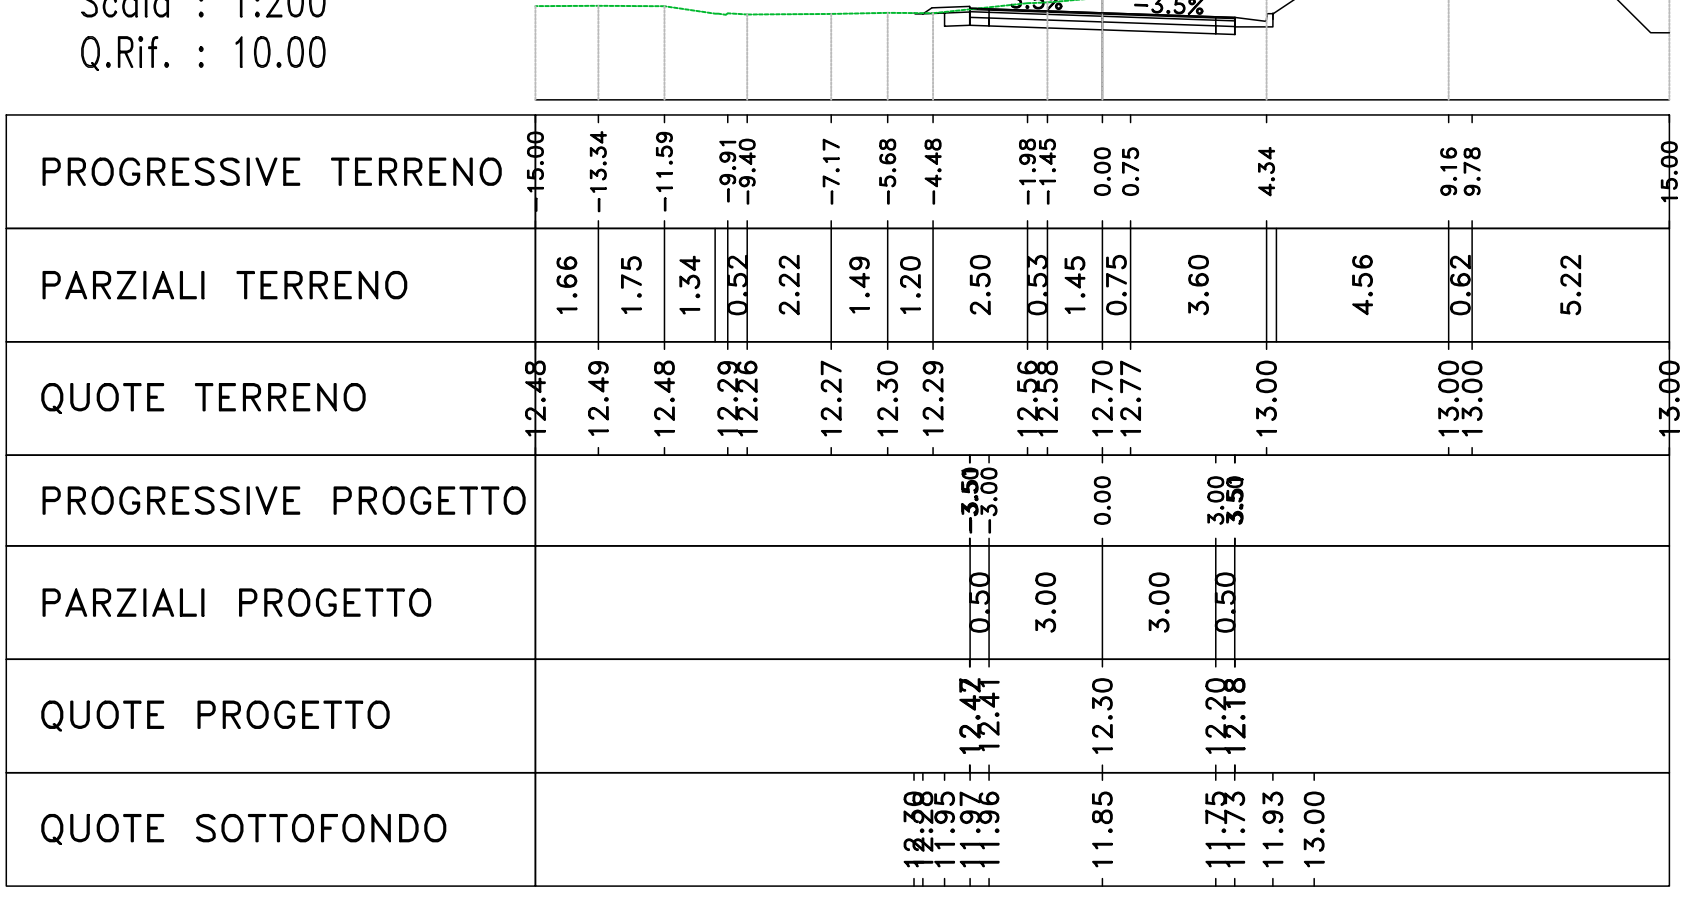 Scala : 1:200
-3.5%
Q.Rif. : 10.00
PROGRESSIVE TERRENO -15.00 -13.34 -11.59 -9.91 -9.40 -7.17 -5.68 -4.48 -1.98 -1.45 0.00 0.75 4.34 9.16 9.78 15.00
PARZIALI TERRENO 1.66 1.75 1.34 0.52 2.22 1.49 1.20 2.50 0.53 1.45 0.75 3.60 4.56 0.62 5.22
QUOTE TERRENO 12.48 12.49 12.48 12.29 12.26 12.27 12.30 12.29 12.56 12.58 12.70 12.77 13.00 13.00 13.00 13.00
PROGRESSIVE PROGETTO -3.50 -3.00 0.00 3.00 3.50
PARZIALI PROGETTO 0.50 3.00 3.00 0.50
QUOTE PROGETTO 12.42 12.41 12.30 12.20 12.18
QUOTE SOTTOFONDO 12.30 12.28 11.95 11.97 11.96 11.85 11.75 11.73 11.93 13.00